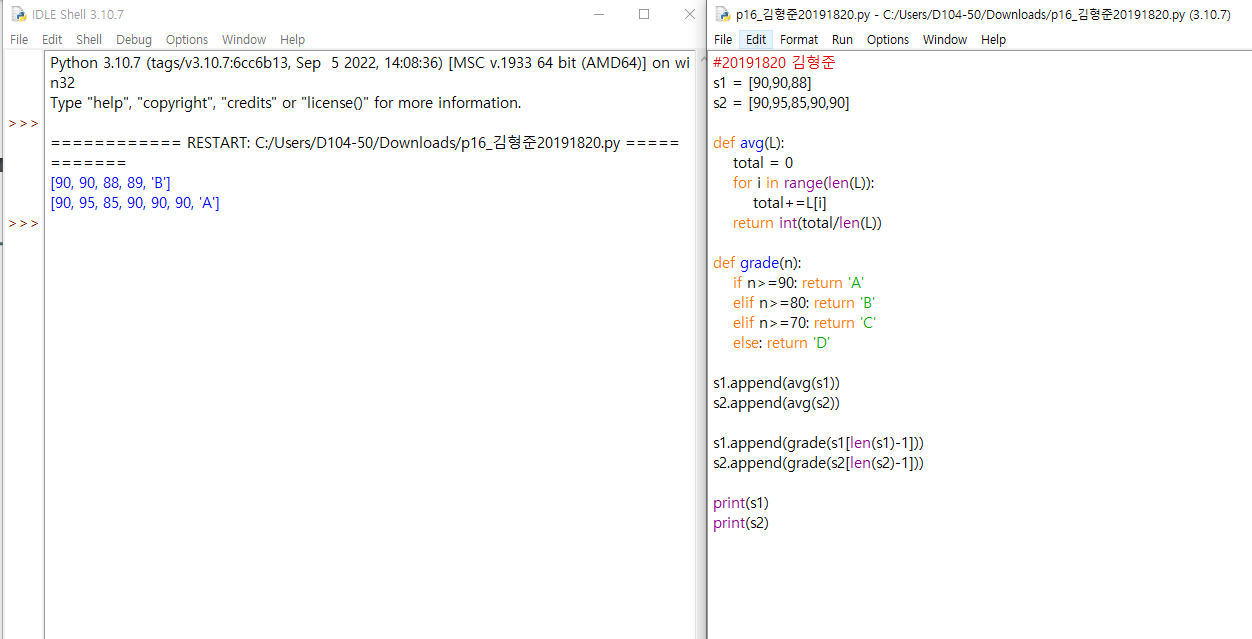 IDLE Shell 3.10.7
File Edit Shell Debug Options Window Help
Python 3.10.7 (tags/v3.10.7:6cc6b13, Sep  5 2022, 14:08:36) [MSC v.1933 64 bit (AMD64)] on wi
n32
Type "help", "copyright", "credits" or "license()" for more information.
>>>
============ RESTART: C:/Users/D104-50/Downloads/p16_김형준20191820.py =====
=======
[90, 90, 88, 89, 'B']
[90, 95, 85, 90, 90, 90, 'A']
>>>
p16_김형준20191820.py - C:/Users/D104-50/Downloads/p16_김형준20191820.py (3.10.7)
File Edit Format Run Options Window Help
#20191820 김형준
s1 = [90,90,88]
s2 = [90,95,85,90,90]

def avg(L):
    total = 0
    for i in range(len(L)):
        total+=L[i]
    return int(total/len(L))

def grade(n):
    if n>=90: return 'A'
    elif n>=80: return 'B'
    elif n>=70: return 'C'
    else: return 'D'

s1.append(avg(s1))
s2.append(avg(s2))

s1.append(grade(s1[len(s1)-1]))
s2.append(grade(s2[len(s2)-1]))

print(s1)
print(s2)